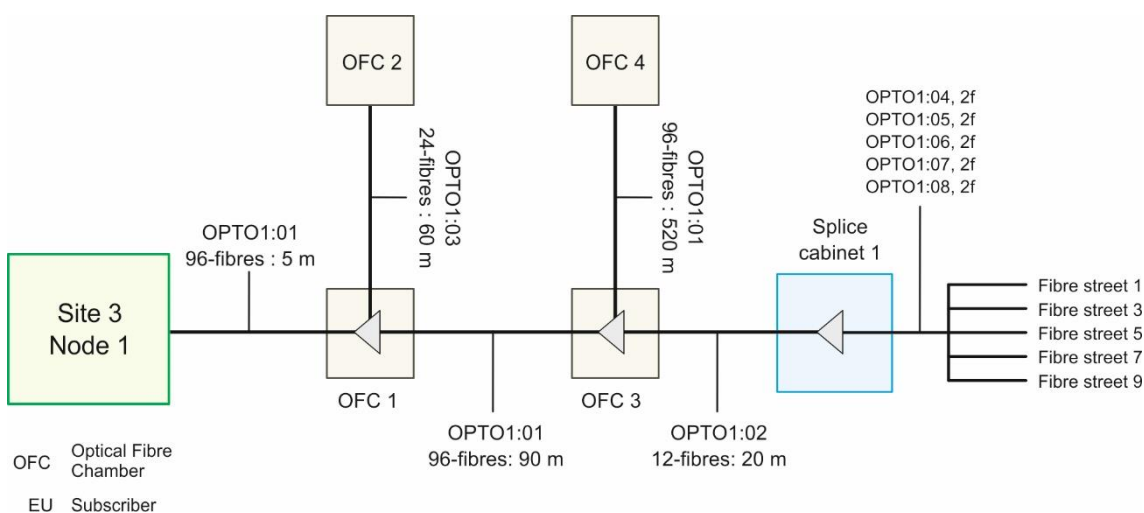 OFC 2
OFC 4
OPTO1:03
24-fibres : 60 m
OPTO1:01
96-fibres : 520 m
OPTO1:04, 2f
OPTO1:05, 2f
OPTO1:06, 2f
OPTO1:07, 2f
OPTO1:08, 2f
OPTO1:01
96-fibres : 5 m
Splice
cabinet 1
Site 3
Node 1
Fibre street 1
Fibre street 3
Fibre street 5
Fibre street 7
Fibre street 9
OFC 1
OFC 3
OPTO1:01
96-fibres: 90 m
OPTO1:02
12-fibres: 20 m
OFC Optical Fibre
Chamber
EU Subscriber